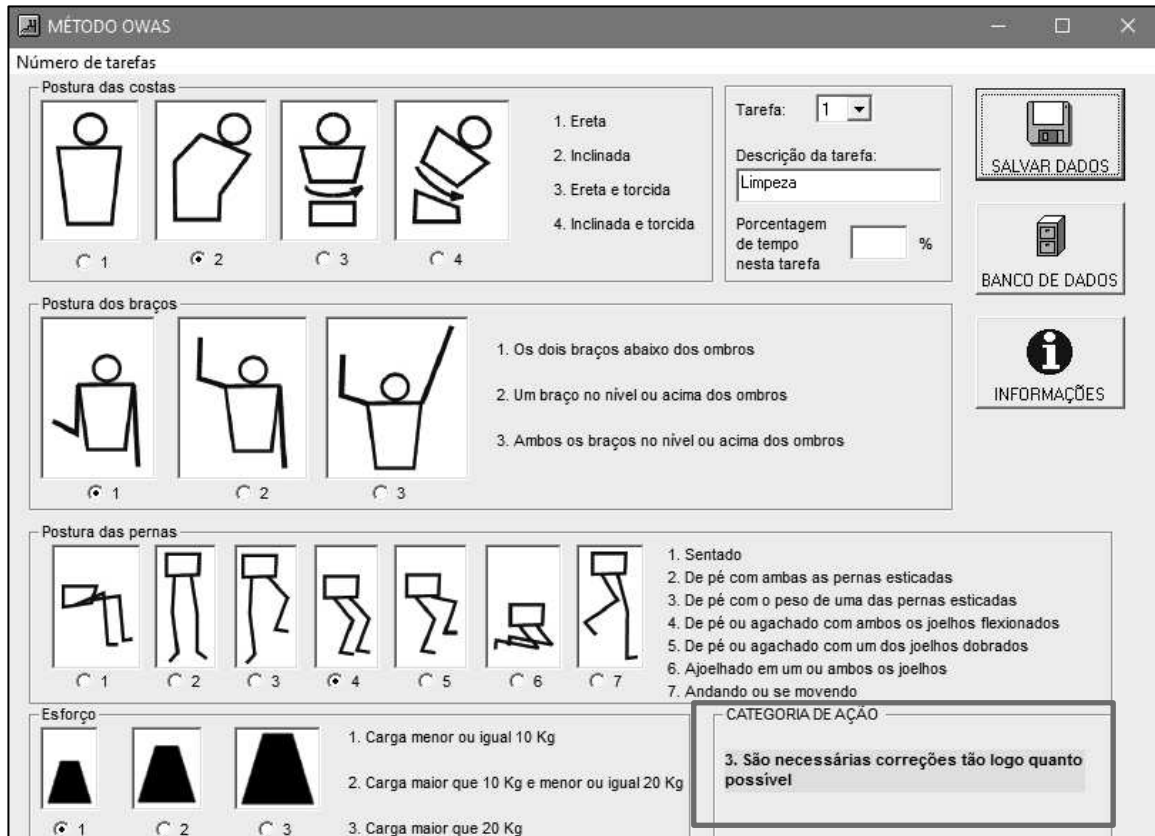 MÉTODO OWAS
Número de tarefas
Postura das costas
1
2
3
4
1. Ereta
2. Inclinada
3. Ereta e torcida
4. Inclinada e torcida
Tarefa: 1
Descrição da tarefa:
Limpeza
Porcentagem
de tempo %
nesta tarefa
SALVAR DADOS
BANCO DE DADOS
INFORMAÇÕES
Postura dos braços
1
2
3
1. Os dois braços abaixo dos ombros
2. Um braço no nível ou acima dos ombros
3. Ambos os braços no nível ou acima dos ombros
Postura das pernas
1
2
3
4
5
6
7
1. Sentado
2. De pé com ambas as pernas esticadas
3. De pé com o peso de uma das pernas esticadas
4. De pé ou agachado com ambos os joelhos flexionados
5. De pé ou agachado com um dos joelhos dobrados
6. Ajoelhado em um ou ambos os joelhos
7. Andando ou se movendo
Esforço
1
2
3
1. Carga menor ou igual 10 Kg
2. Carga maior que 10 Kg e menor ou igual 20 Kg
3. Carga maior que 20 Kg
CATEGORIA DE AÇÃO
3. São necessárias correções tão logo quanto
possível